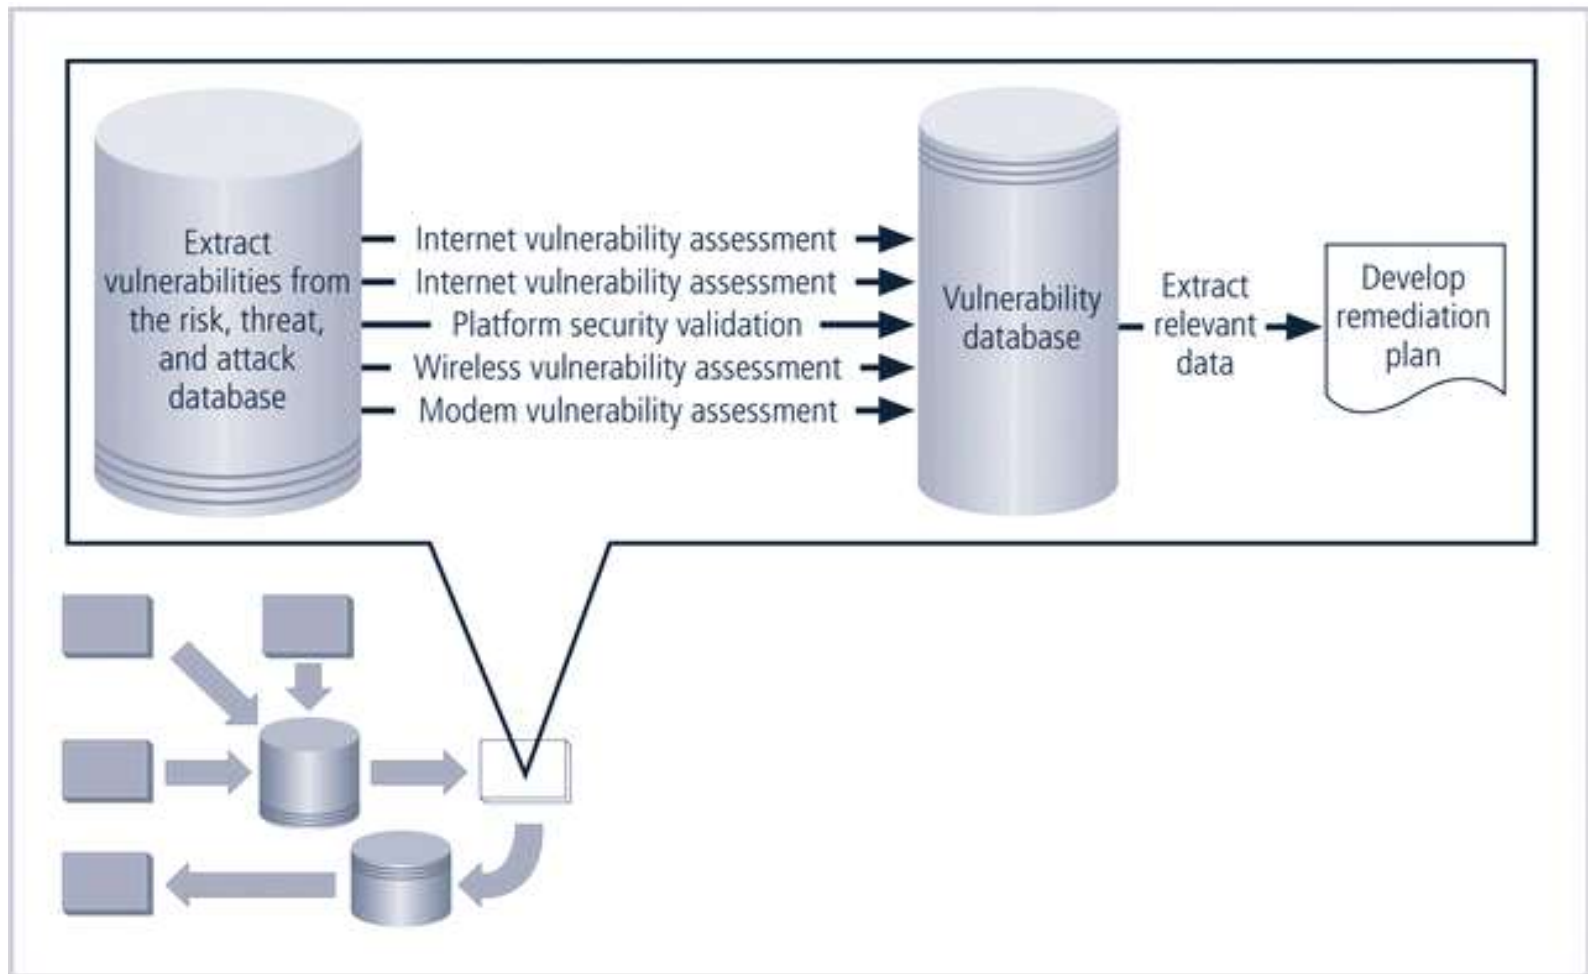 Extract
vulnerabilities from
the risk, threat,
and attack
database
Internet vulnerability assessment
Internet vulnerability assessment
Platform security validation
Wireless vulnerability assessment
Modem vulnerability assessment
Vulnerability
database
Extract
relevant
data
Develop
remediation
plan